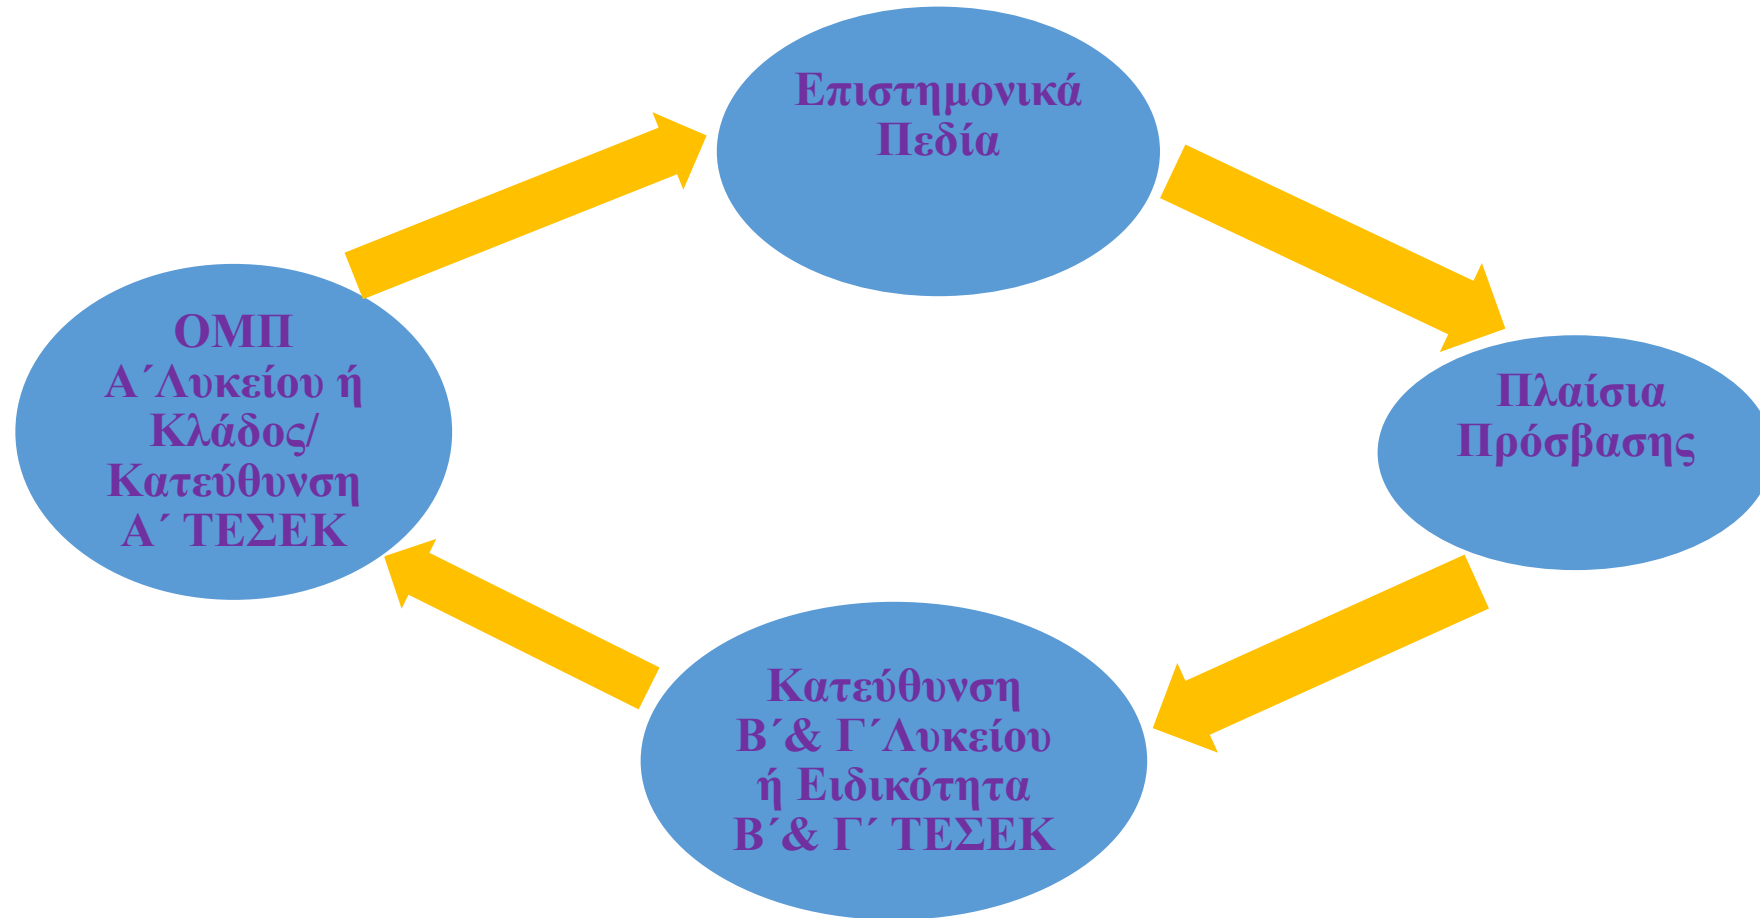 Επιστημονικά
Πεδία
Πλαίσια
Πρόσβασης
Κατεύθυνση
Β΄& Γ΄Λυκείου
ή Ειδικότητα
Β΄& Γ΄ ΤΕΣΕΚ
ΟΜΠ
Α΄Λυκείου ή
Κλάδος/
Κατεύθυνση
Α΄ ΤΕΣΕΚ